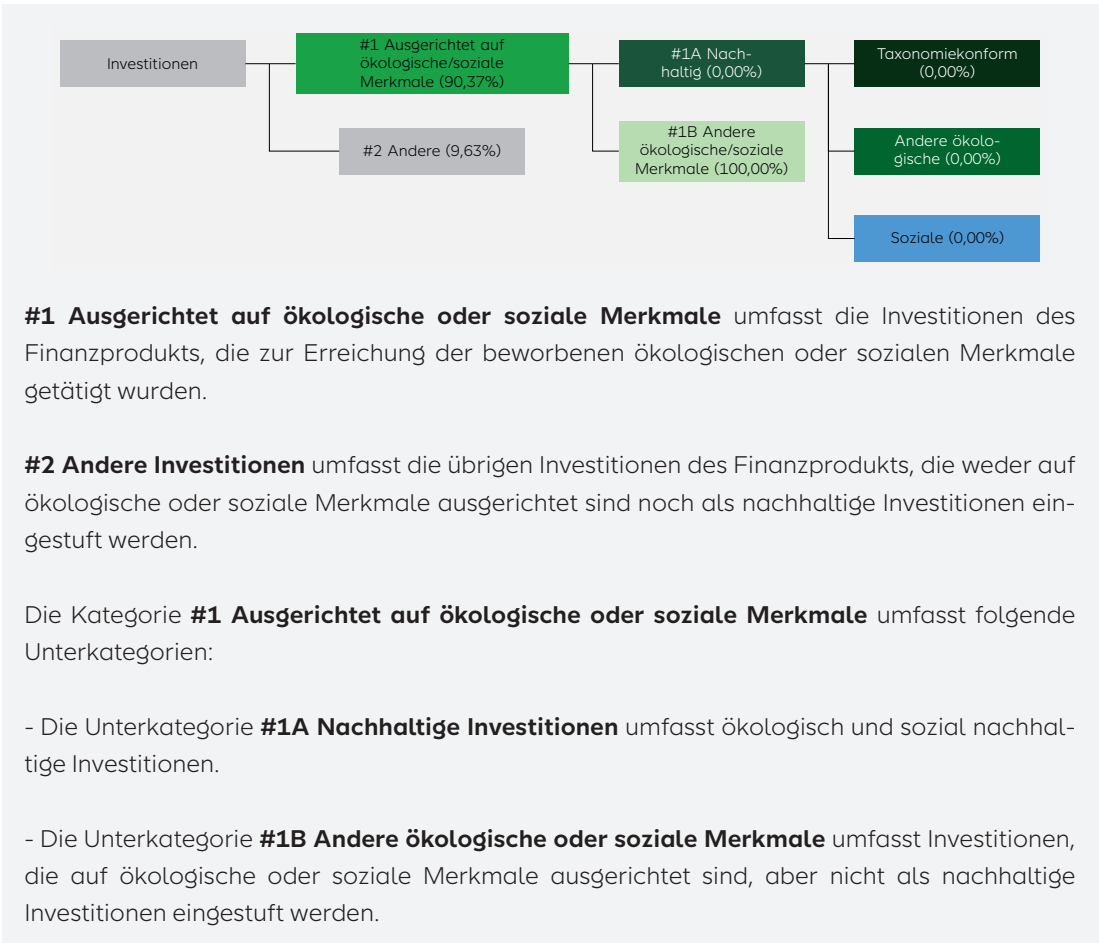 Investitionen
#1 Ausgerichtet auf
ökologische/soziale
Merkmale (90,37%)
#1A Nach-
haltig (0,00%)
Taxonomiekonform
(0,00%)
#2 Andere (9,63%)
#1B Andere
ökologische/soziale
Merkmale (100,00%)
Andere ökolo-
gische (0,00%)
Soziale (0,00%)
#1 Ausgerichtet auf ökologische oder soziale Merkmale umfasst die Investitionen des
Finanzprodukts, die zur Erreichung der beworbenen ökologischen oder sozialen Merkmale
getätigt wurden.
#2 Andere Investitionen umfasst die übrigen Investitionen des Finanzprodukts, die weder auf
ökologische oder soziale Merkmale ausgerichtet sind noch als nachhaltige Investitionen ein-
gestuft werden.
Die Kategorie #1 Ausgerichtet auf ökologische oder soziale Merkmale umfasst folgende
Unterkategorien:
- Die Unterkategorie #1A Nachhaltige Investitionen umfasst ökologisch und sozial nachhal-
tige Investitionen.
- Die Unterkategorie #1B Andere ökologische oder soziale Merkmale umfasst Investitionen,
die auf ökologische oder soziale Merkmale ausgerichtet sind, aber nicht als nachhaltige
Investitionen eingestuft werden.